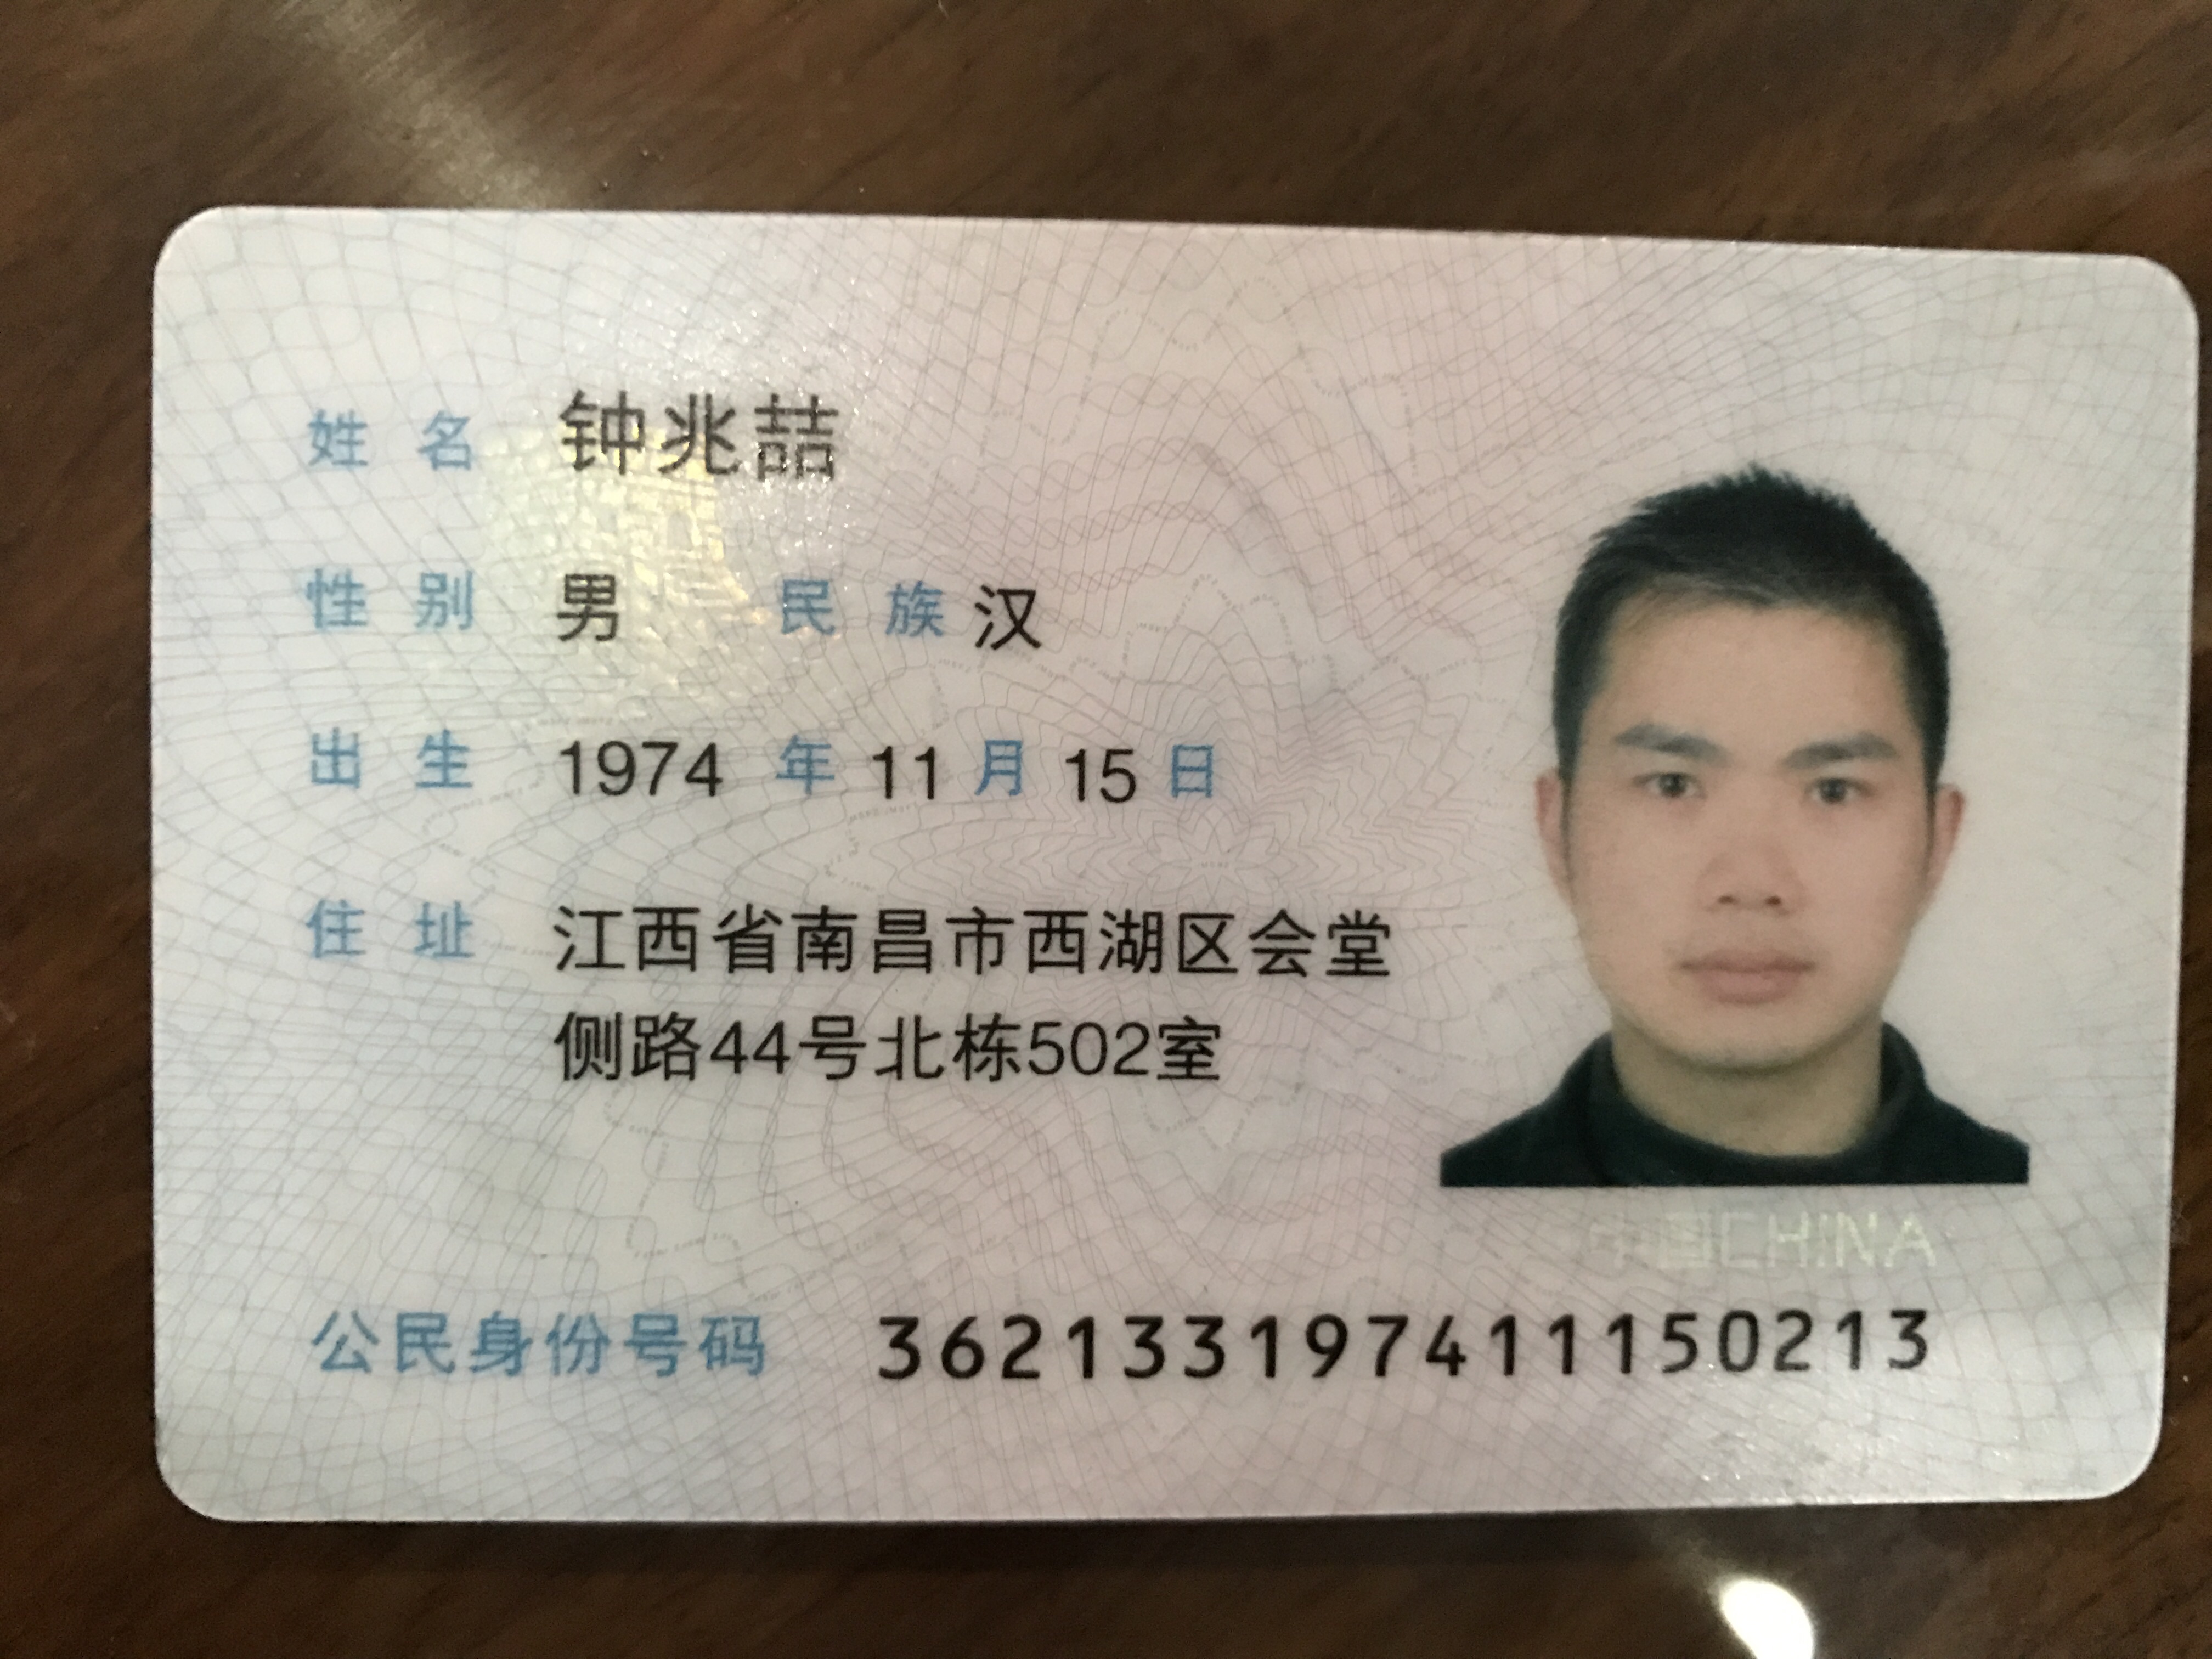 姓名 钟兆喆
性别 男 民族 汉
出生 1974 年 11 月 15 日
住址 江西省南昌市西湖区会堂
侧路44号北栋502室
中国CHINA
公民身份号码 362133197411150213